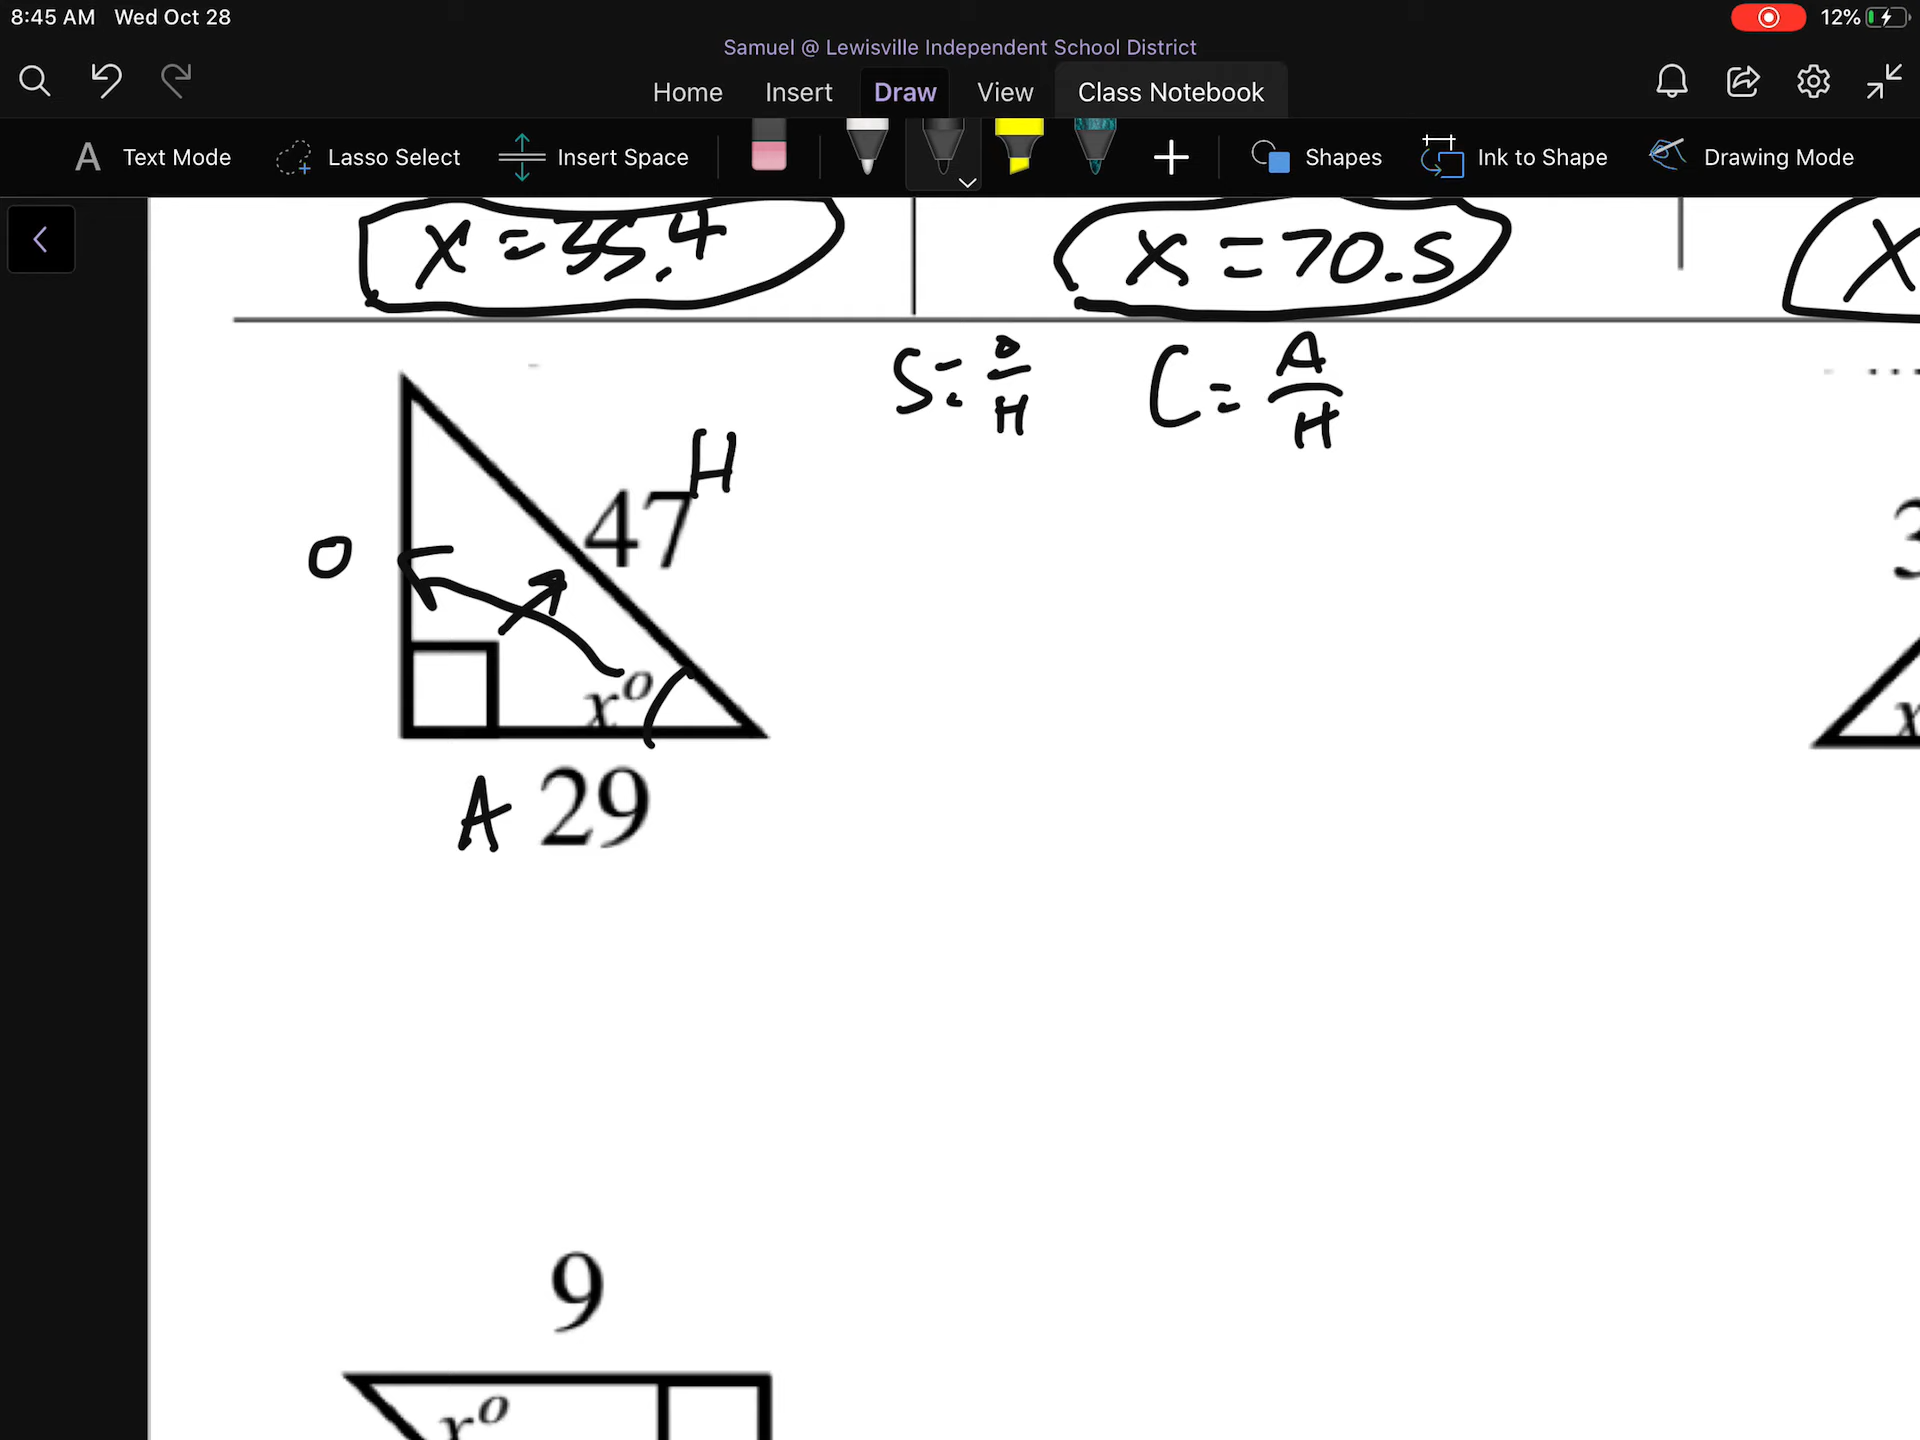 8:45 AM Wed Oct 28
12%
Samuel @ Lewisville Independent School District
Home Insert Draw View Class Notebook
A Text Mode Lasso Select Insert Space Shapes Ink to Shape Drawing Mode
x = 35.4
x = 70.5
x
S = O/H
C = A/H
H
47
O
x°
x
A 29
9
x°